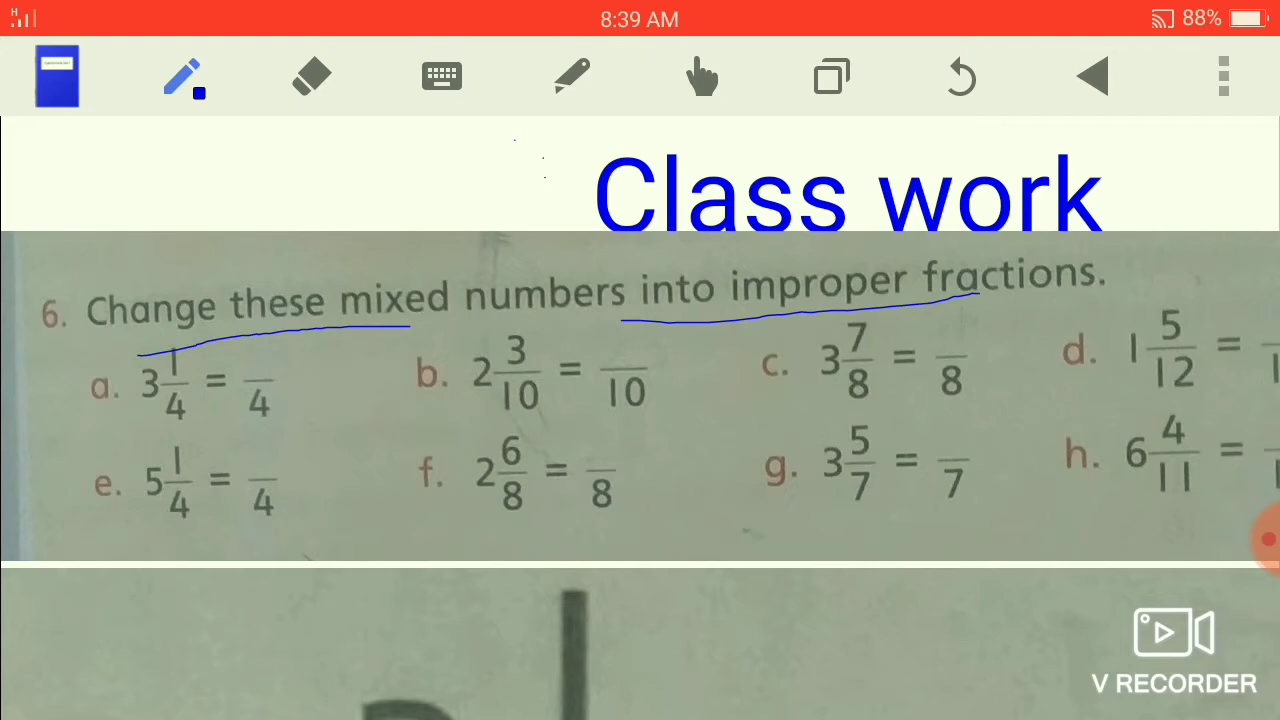 H
8:39 AM
88%
Class work
6. Change these mixed numbers into improper fractions.
a. 3 1/4 = _/4 b. 2 3/10 = _/10 c. 3 7/8 = _/8 d. 1 5/12 =
e. 5 1/4 = _/4 f. 2 6/8 = _/8 g. 3 5/7 = _/7 h. 6 4/11 =
V RECORDER